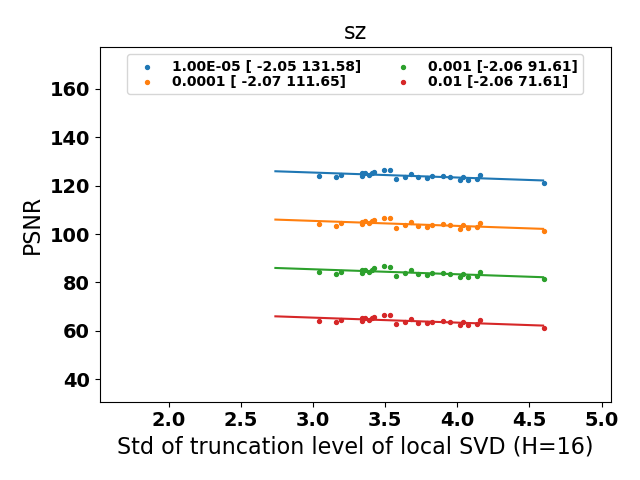 sz
1.00E-05 [ -2.05 131.58]
0.0001 [ -2.07 111.65]
0.001 [-2.06 91.61]
0.01 [-2.06 71.61]
PSNR
160
140
120
100
80
60
40
2.0 2.5 3.0 3.5 4.0 4.5 5.0
Std of truncation level of local SVD (H=16)